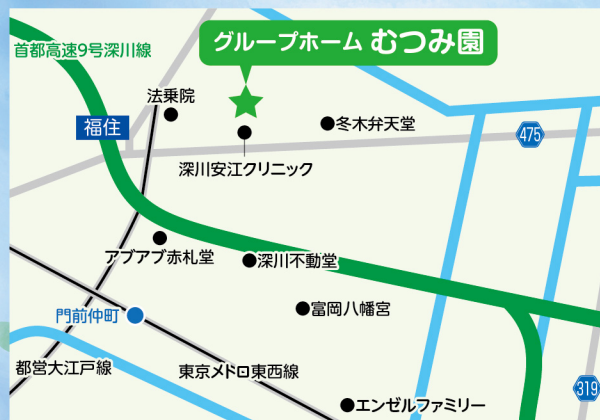 首都高速9号深川線
グループホーム むつみ園
法乗院
福住
冬木弁天堂
475
深川安江クリニック
アブアブ赤札堂
深川不動堂
富岡八幡宮
門前仲町
都営大江戸線
東京メトロ東西線
319
エンゼルファミリー